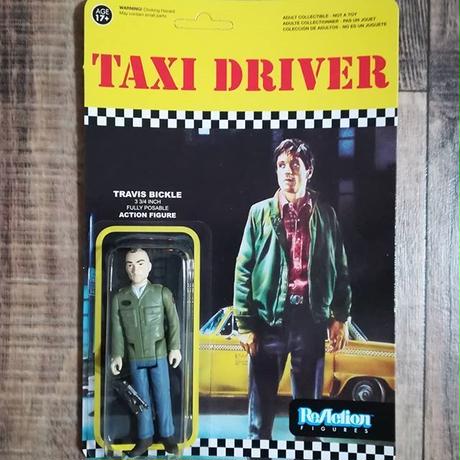 AGE
17+
WARNING: Choking Hazard
May contain small parts.
ADULT COLLECTIBLE - NOT A TOY
ADULTE COLLECTIONNER - PAS UN JOUET
COLECCIÓN DE ADULTOS - NO ES UN JUGUETE
TAXI DRIVER
TRAVIS BICKLE
3 3/4 INCH
FULLY POSABLE
ACTION FIGURE
ReAction
FIGURES